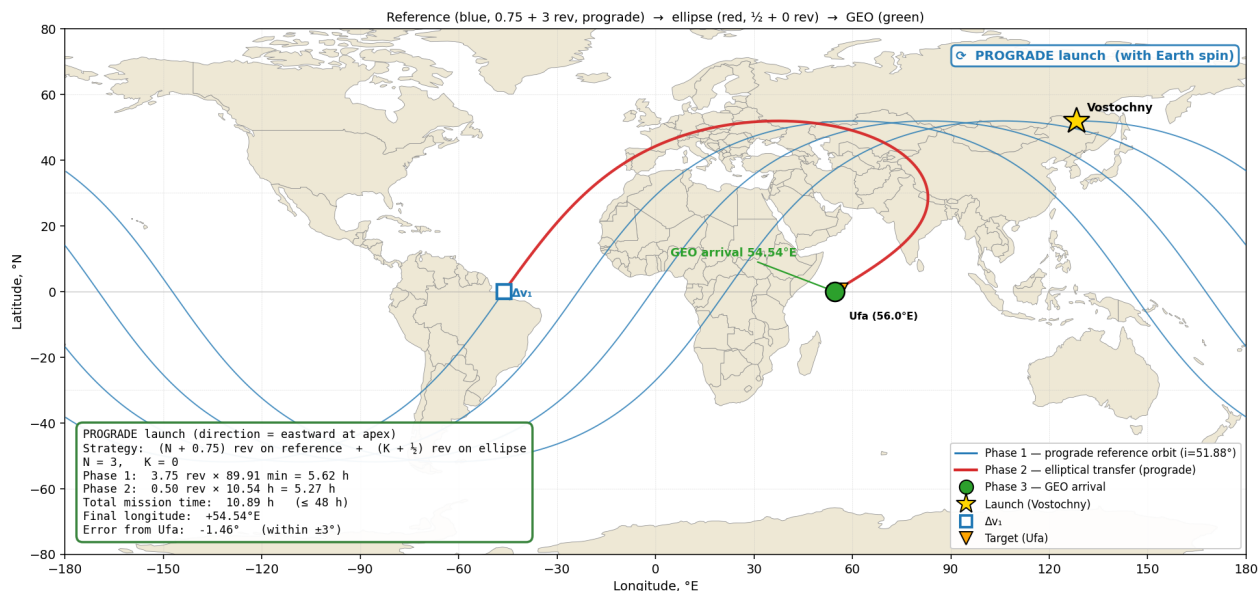 Reference (blue, 0.75 + 3 rev, prograde) → ellipse (red, ½ + 0 rev) → GEO (green)
80
60
40
20
0
−20
−40
−60
−80
Latitude, °N
⟳ PROGRADE launch (with Earth spin)
Vostochny
GEO arrival 54.54°E
Δv₁
Ufa (56.0°E)
PROGRADE launch (direction = eastward at apex)
Strategy: (N + 0.75) rev on reference + (K + ½) rev on ellipse
N = 3, K = 0
Phase 1: 3.75 rev × 89.91 min = 5.62 h
Phase 2: 0.50 rev × 10.54 h = 5.27 h
Total mission time: 10.89 h (≤ 48 h)
Final longitude: +54.54°E
Error from Ufa: -1.46° (within ±3°)
Phase 1 — prograde reference orbit (i=51.88°)
Phase 2 — elliptical transfer (prograde)
Phase 3 — GEO arrival
Launch (Vostochny)
Δv₁
Target (Ufa)
−180 −150 −120 −90 −60 −30 0 30 60 90 120 150 180
Longitude, °E